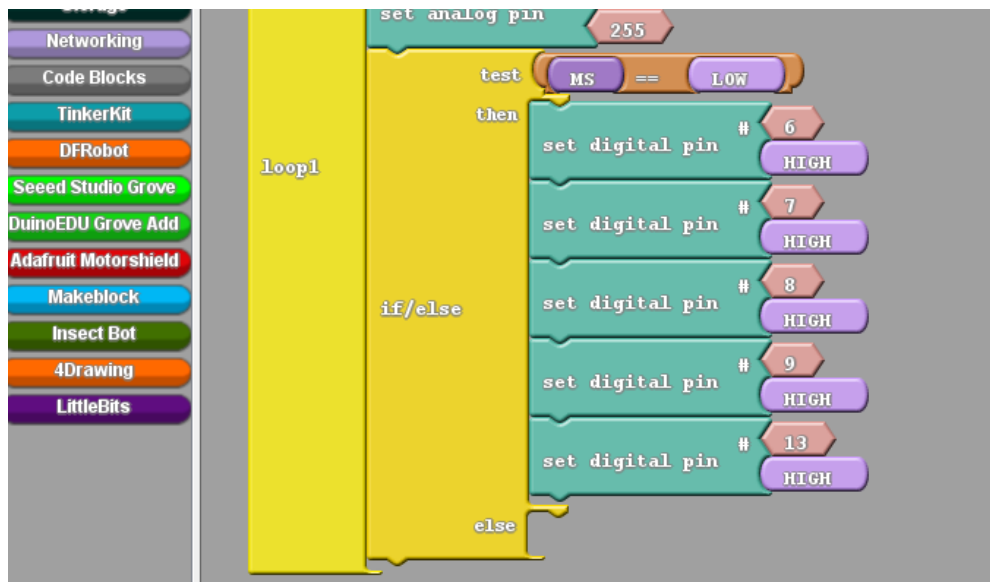 Networking
Code Blocks
TinkerKit
DFRobot
Seeed Studio Grove
DuinoEDU Grove Add
Adafruit Motorshield
Makeblock
Insect Bot
4Drawing
LittleBits
loop1
set analog pin
255
if/else
test
MS == LOW
then
set digital pin # 6
HIGH
set digital pin # 7
HIGH
set digital pin # 8
HIGH
set digital pin # 9
HIGH
set digital pin # 13
HIGH
else